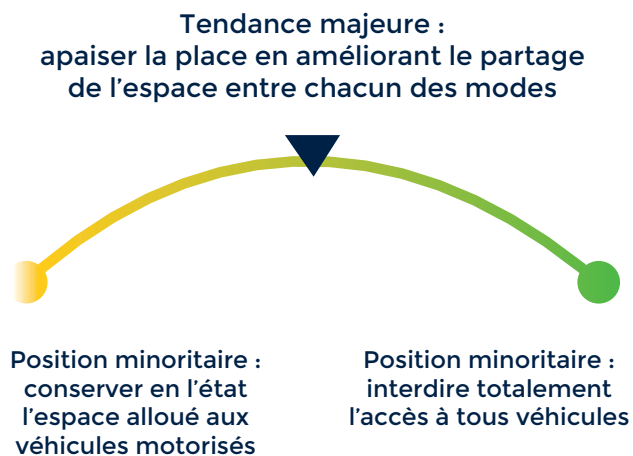 Tendance majeure :
apaiser la place en améliorant le partage
de l’espace entre chacun des modes
Position minoritaire :
conserver en l’état
l’espace alloué aux
véhicules motorisés
Position minoritaire :
interdire totalement
l’accès à tous véhicules